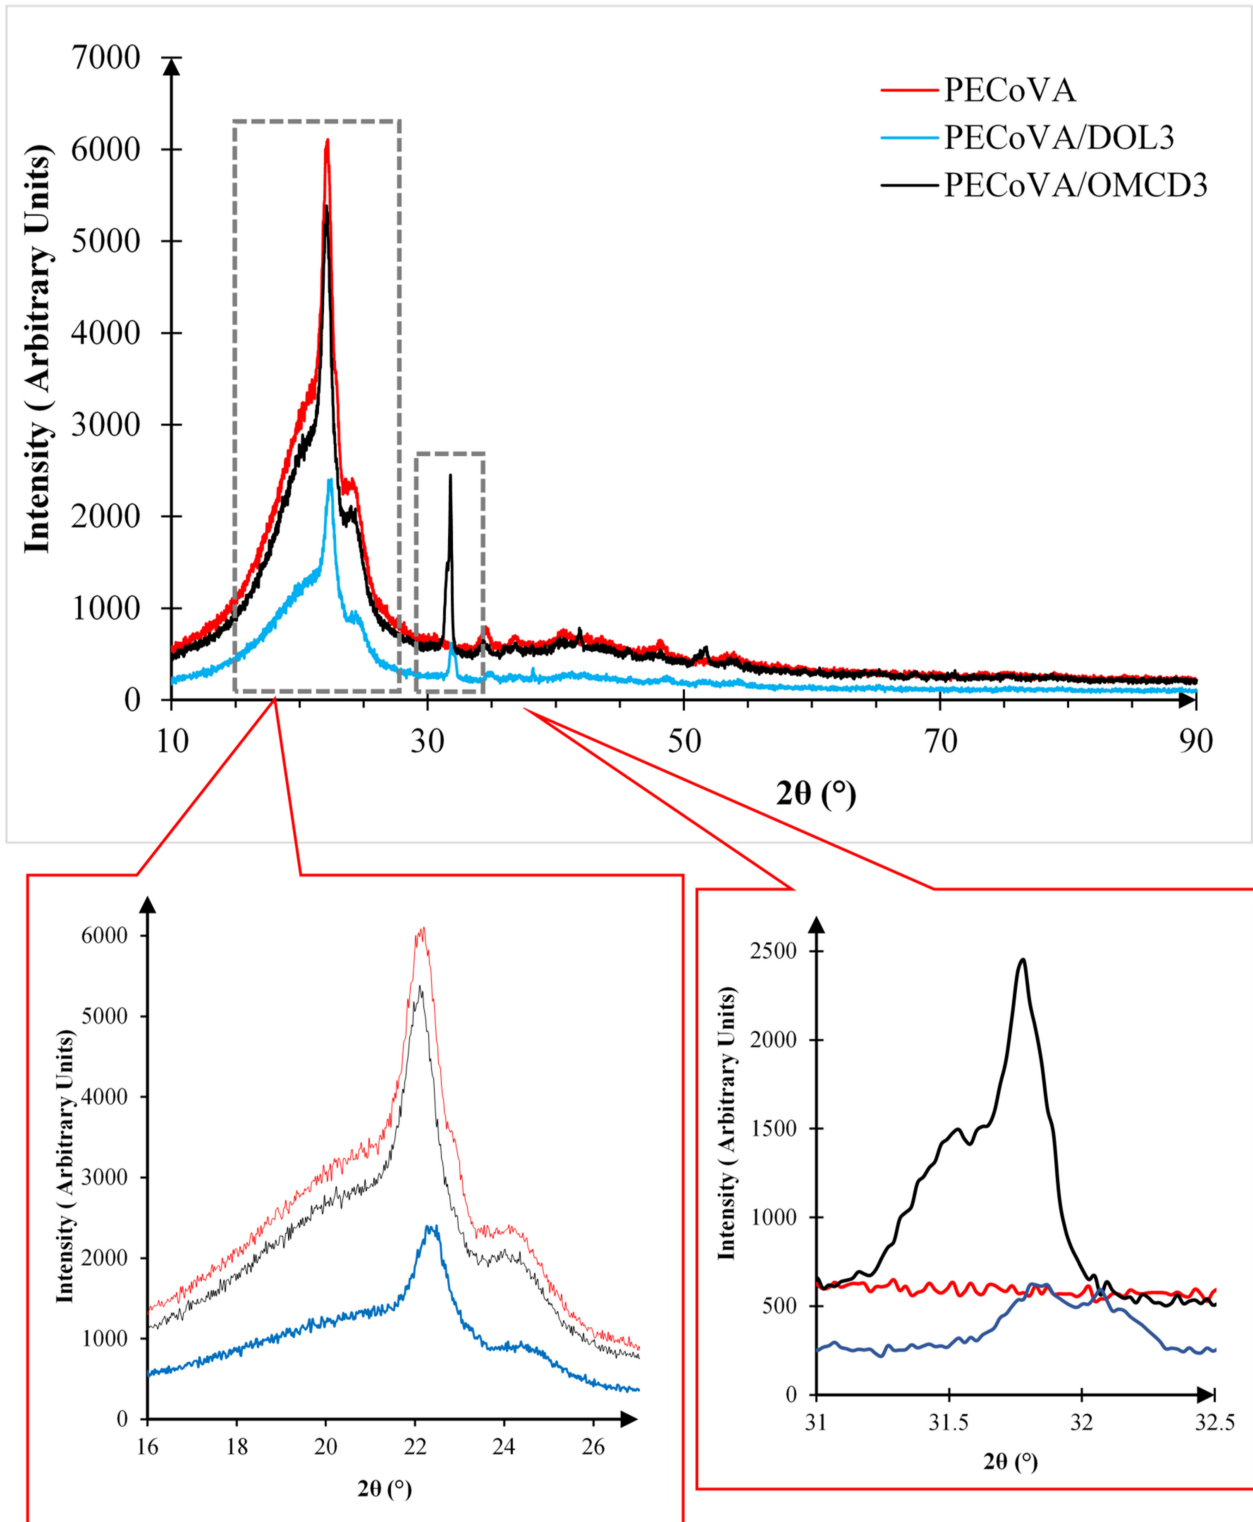 7000
6000
5000
4000
3000
2000
1000
0
Intensity ( Arbitrary Units)
PECoVA
PECoVA/DOL3
PECoVA/OMCD3
10 30 50 70 90
2θ (°)
6000
5000
4000
3000
2000
1000
0
Intensity ( Arbitrary Units)
16 18 20 22 24 26
2θ (°)
2500
2000
1500
1000
500
0
Intensity ( Arbitrary Units)
31 31.5 32 32.5
2θ (°)